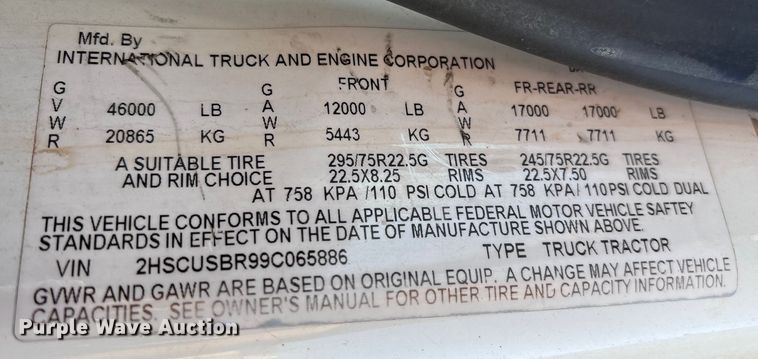 Mfd. By
INTERNATIONAL TRUCK AND ENGINE CORPORATION
GVWR 46000 LB 20865 KG
GAWR FRONT 12000 LB 5443 KG
GAWR FR-REAR-RR 17000 17000 LB 7711 7711 KG
A SUITABLE TIRE 295/75R22.5G TIRES 245/75R22.5G TIRES
AND RIM CHOICE 22.5X8.25 RIMS 22.5X7.50 RIMS
AT 758 KPA /110 PSI COLD AT 758 KPA/ 110 PSI COLD DUAL
THIS VEHICLE CONFORMS TO ALL APPLICABLE FEDERAL MOTOR VEHICLE SAFTEY
STANDARDS IN EFFECT ON THE DATE OF MANUFACTURE SHOWN ABOVE.
VIN 2HSCUSBR99C065886 TYPE TRUCK TRACTOR
GVWR AND GAWR ARE BASED ON ORIGINAL EQUIP. A CHANGE MAY AFFECT VEHICLE
CAPACITIES. SEE OWNER'S MANUAL FOR OTHER TIRE AND CAPACITY INFORMATION.
Purple Wave Auction